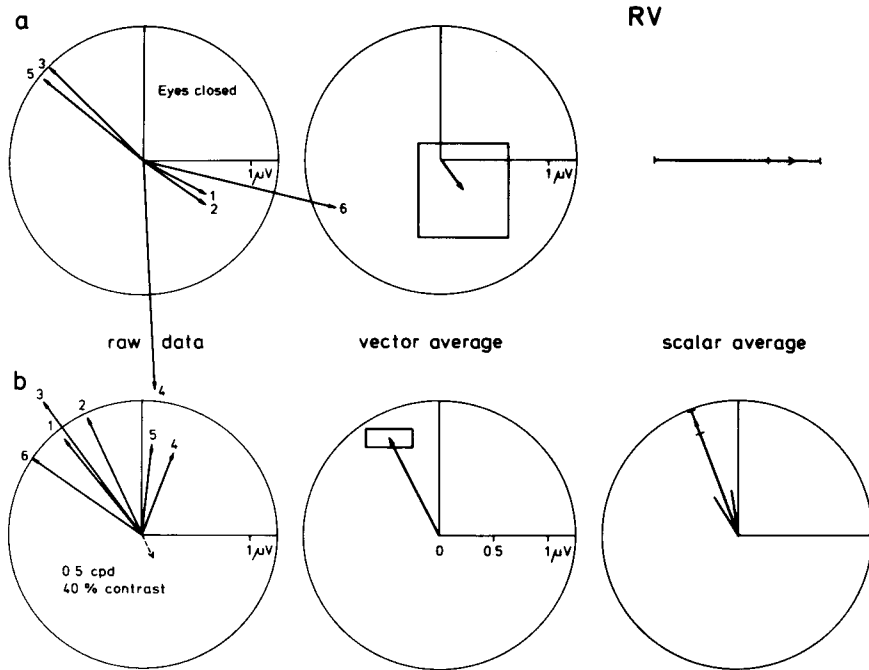 a
RV
3
5
Eyes closed
1μV
1μV
1
2
6
raw data
vector average
scalar average
b
4
3
2
1
5
4
6
1μV
0
0.5
1μV
0.5 cpd
40 % contrast